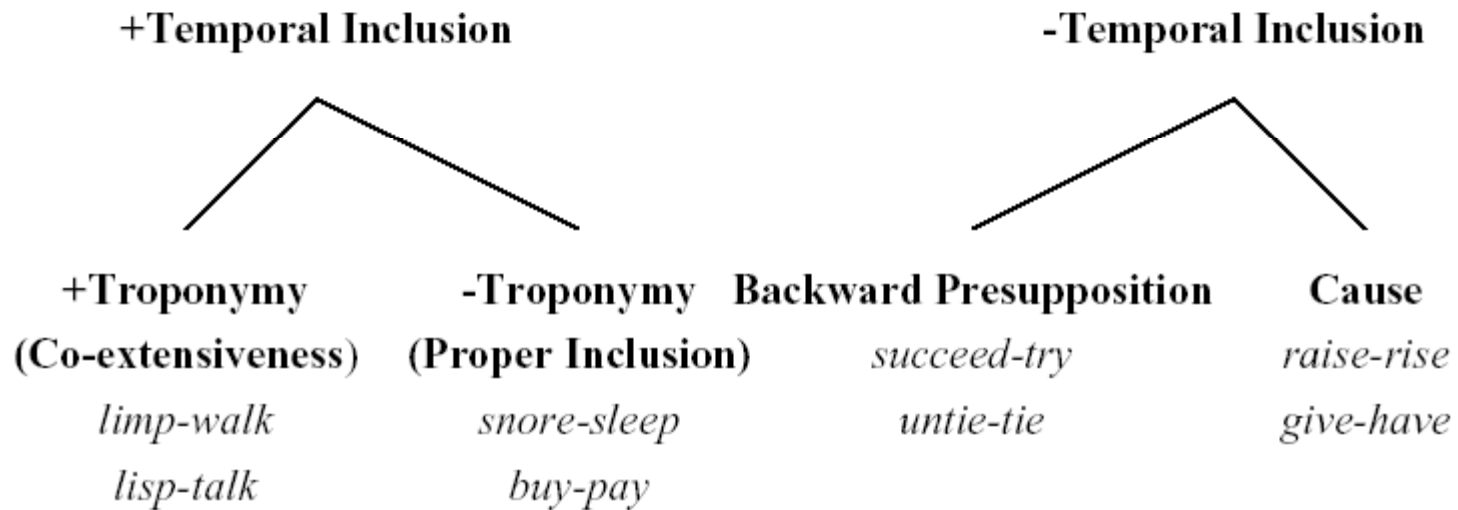 +Temporal Inclusion -Temporal Inclusion
+Troponymy -Troponymy Backward Presupposition Cause
(Co-extensiveness) (Proper Inclusion) succeed-try raise-rise
limp-walk snore-sleep untie-tie give-have
lisp-talk buy-pay